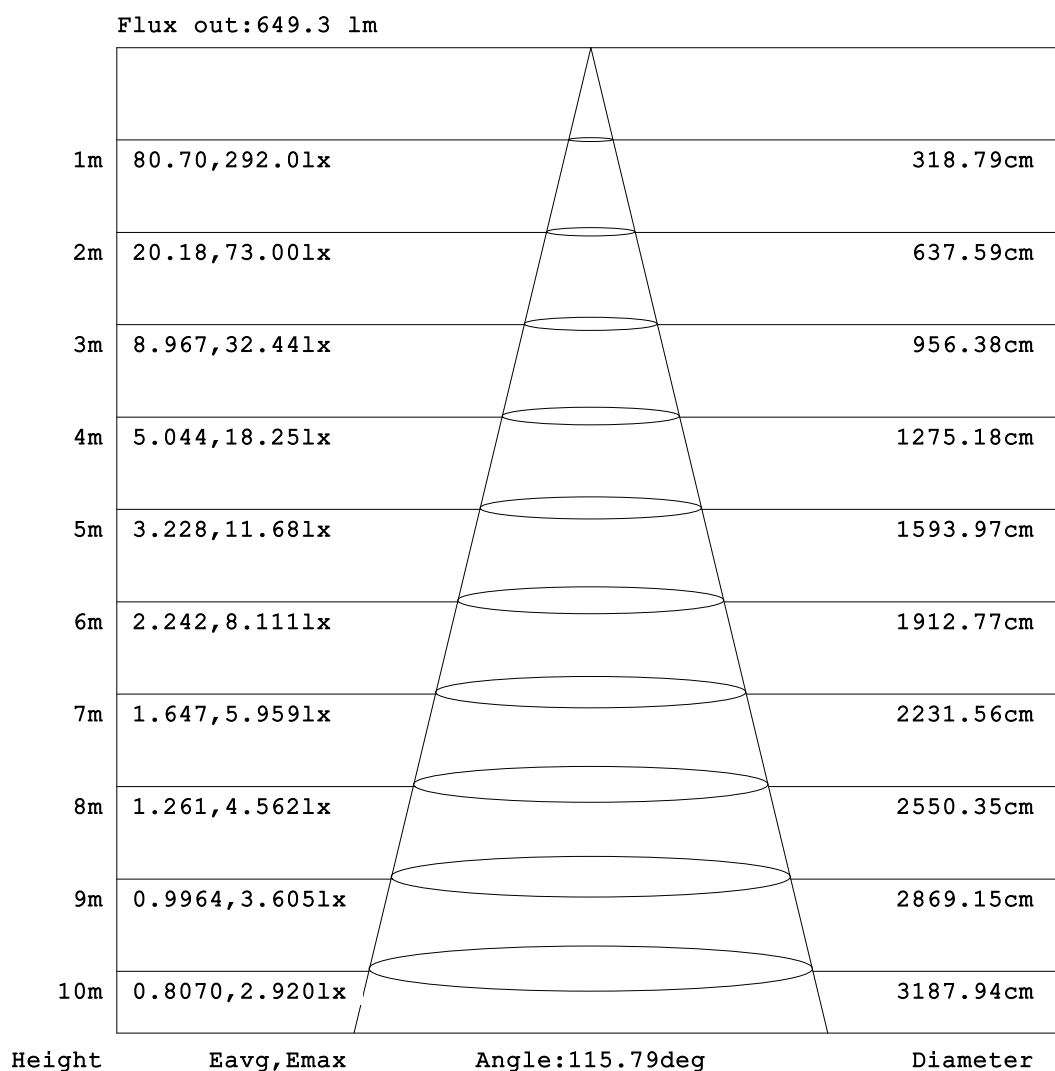 Flux out:649.3 lm
1m 80.70,292.0lx 318.79cm
2m 20.18,73.00lx 637.59cm
3m 8.967,32.44lx 956.38cm
4m 5.044,18.25lx 1275.18cm
5m 3.228,11.68lx 1593.97cm
6m 2.242,8.111lx 1912.77cm
7m 1.647,5.959lx 2231.56cm
8m 1.261,4.562lx 2550.35cm
9m 0.9964,3.605lx 2869.15cm
10m 0.8070,2.920lx 3187.94cm
Height Eavg,Emax Angle:115.79deg Diameter